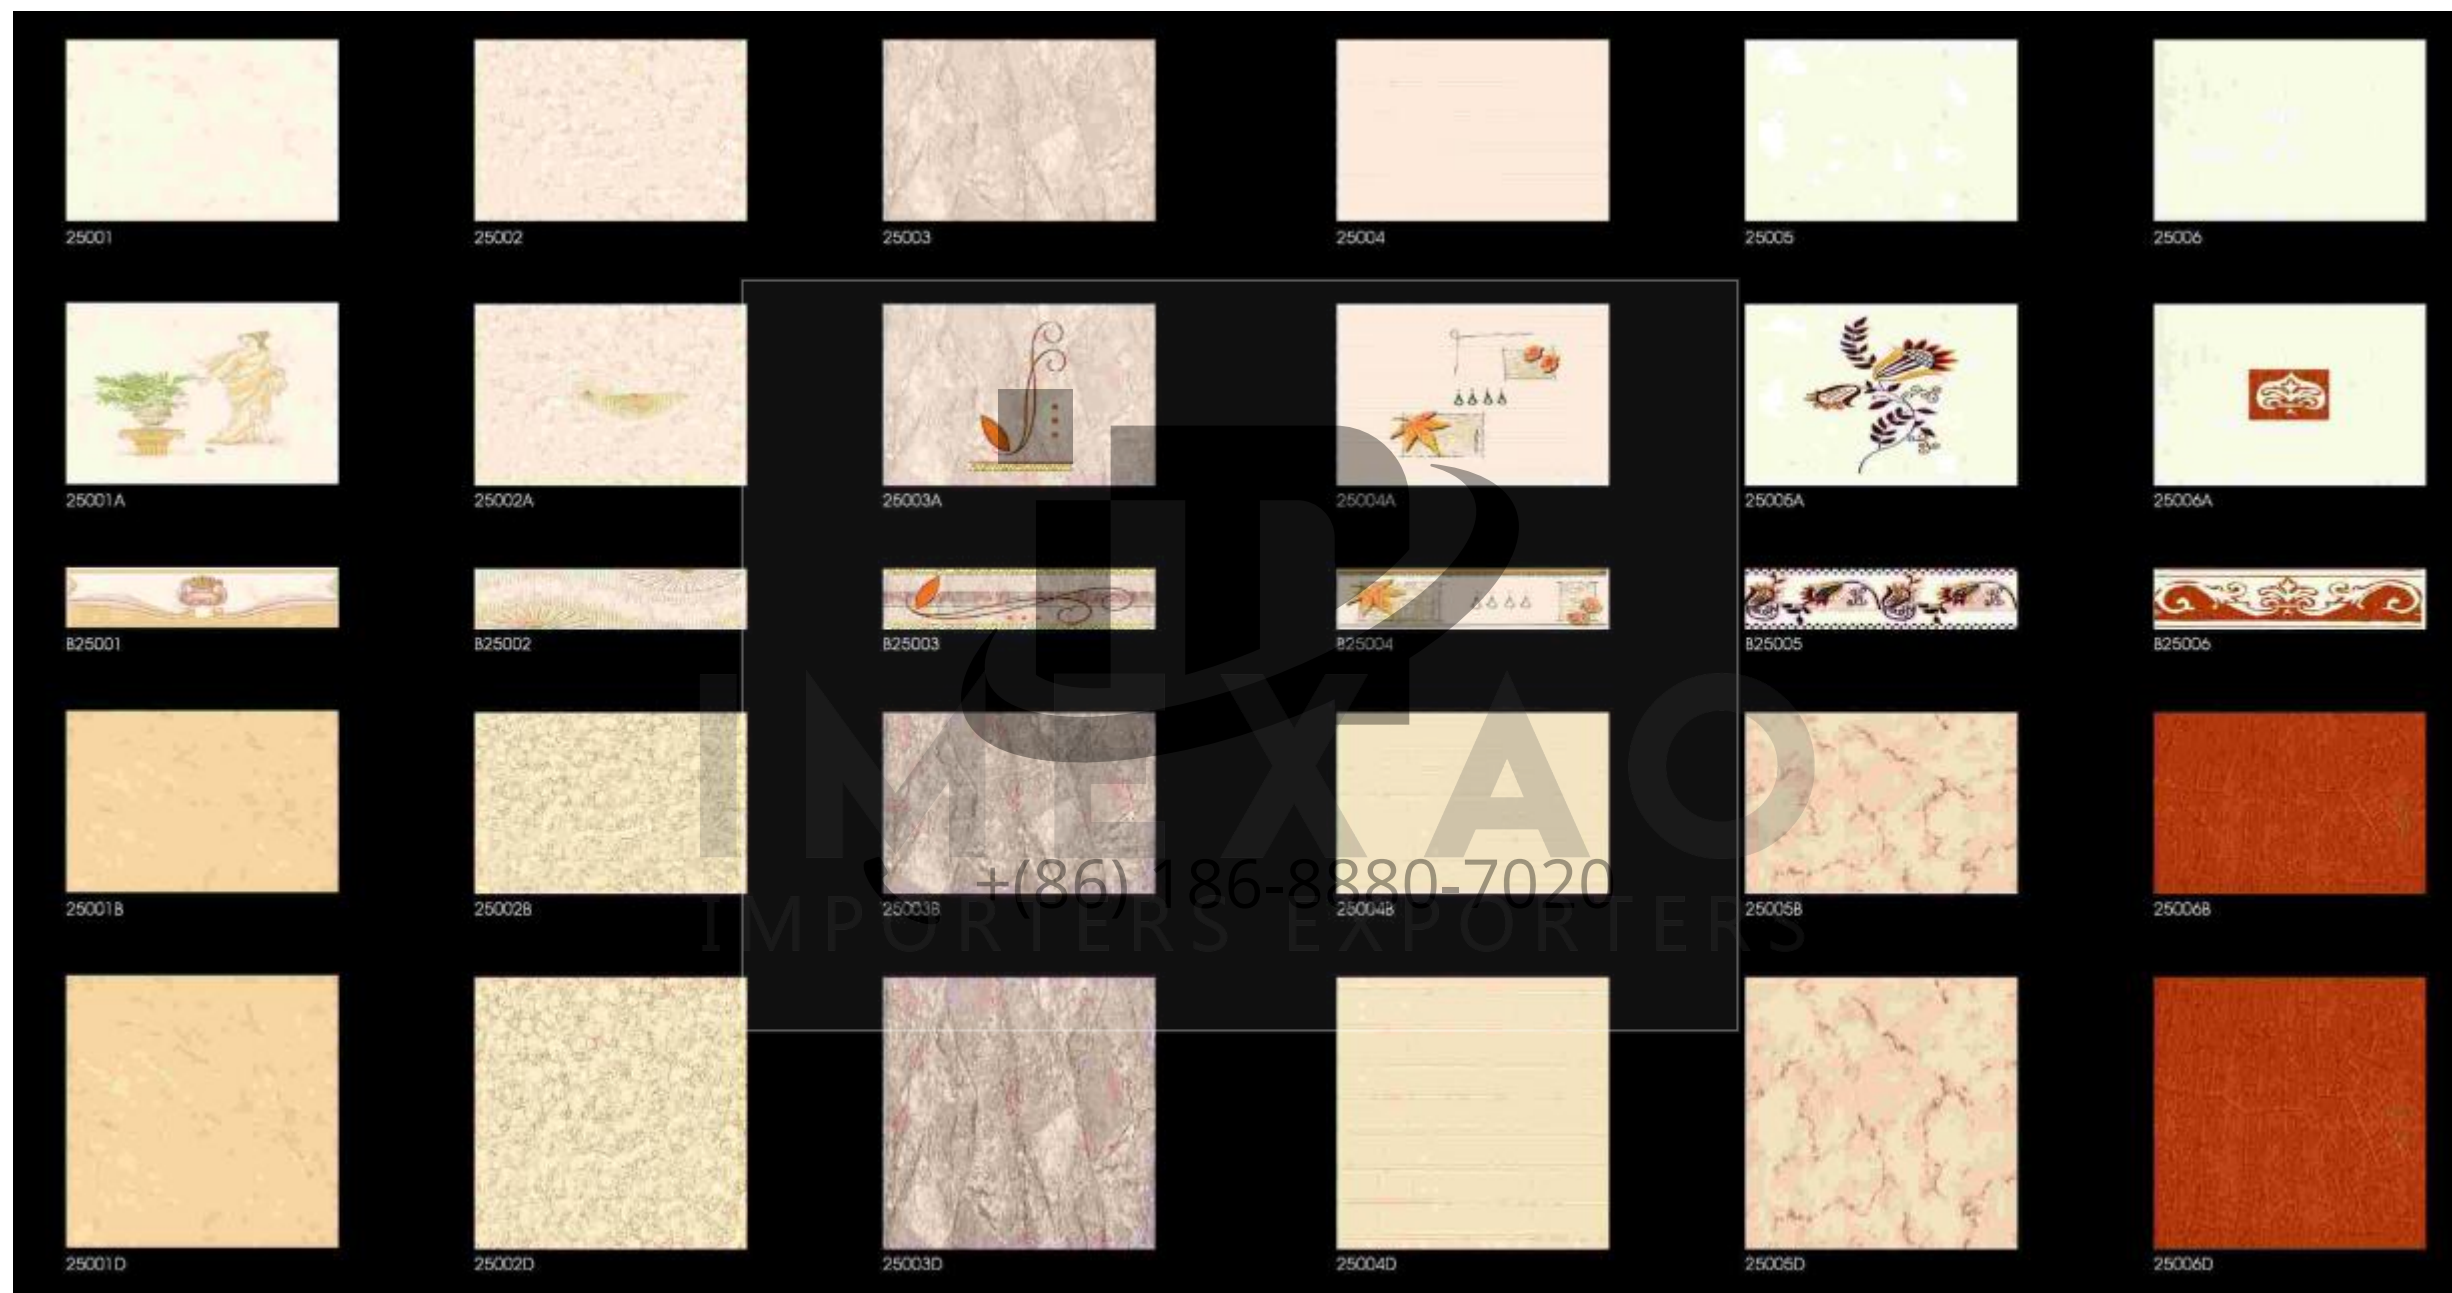 25001 25002 25003 25004 25005 25006
25001A 25002A 25003A 25004A 25005A 25006A
B25001 B25002 B25003 B25004 B25005 B25006
IMEXAO
+(86) 186-8880-7020
25001B 25002B 25003B 25004B 25005B 25006B
IMPORTERS EXPORTERS
25001D 25002D 25003D 25004D 25005D 25006D